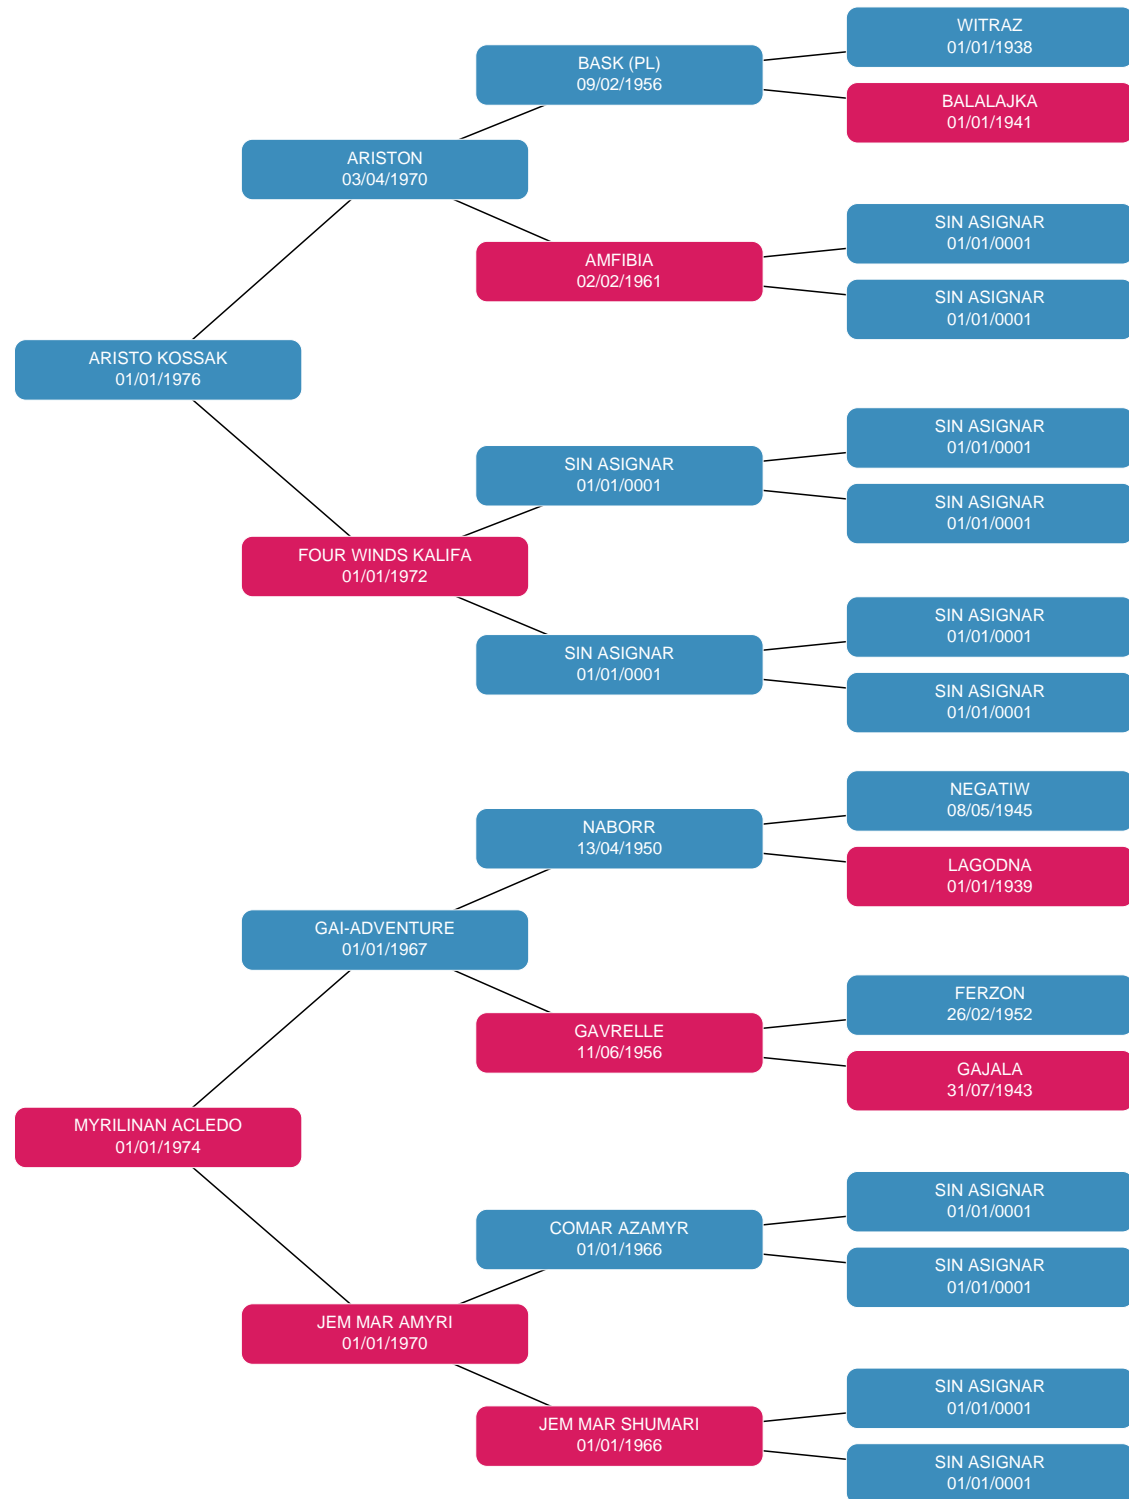 WITRAZ
01/01/1938
BASK (PL)
09/02/1956
BALALAJKA
01/01/1941
ARISTON
03/04/1970
SIN ASIGNAR
01/01/0001
AMFIBIA
02/02/1961
SIN ASIGNAR
01/01/0001
ARISTO KOSSAK
01/01/1976
SIN ASIGNAR
01/01/0001
SIN ASIGNAR
01/01/0001
SIN ASIGNAR
01/01/0001
FOUR WINDS KALIFA
01/01/1972
SIN ASIGNAR
01/01/0001
SIN ASIGNAR
01/01/0001
SIN ASIGNAR
01/01/0001
NEGATIW
08/05/1945
NABORR
13/04/1950
LAGODNA
01/01/1939
GAI-ADVENTURE
01/01/1967
FERZON
26/02/1952
GAVRELLE
11/06/1956
GAJALA
31/07/1943
MYRILINAN ACLEDO
01/01/1974
SIN ASIGNAR
01/01/0001
COMAR AZAMYR
01/01/1966
SIN ASIGNAR
01/01/0001
JEM MAR AMYRI
01/01/1970
SIN ASIGNAR
01/01/0001
JEM MAR SHUMARI
01/01/1966
SIN ASIGNAR
01/01/0001